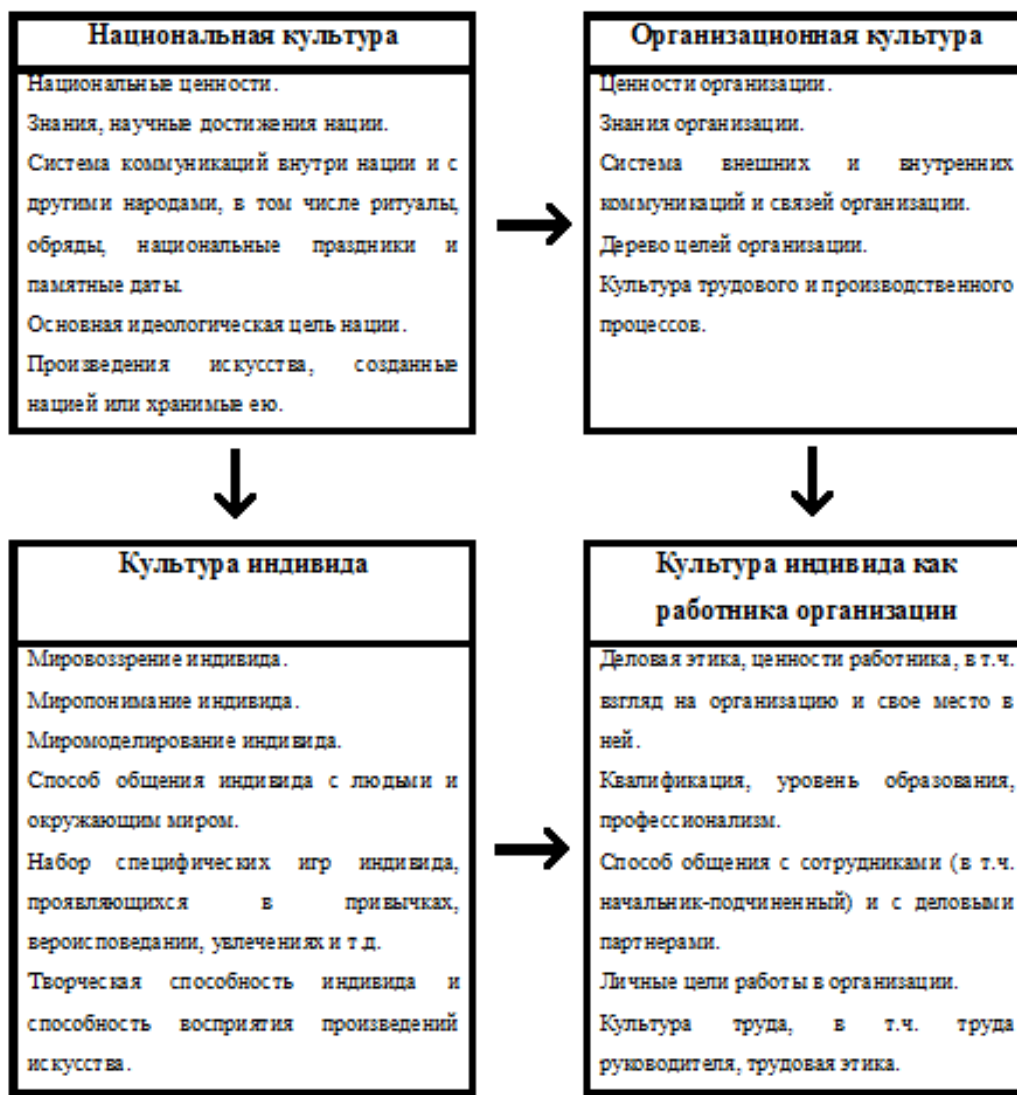 Национальная культура
Национальные ценности.
Знания, научные достижения нации.
Система коммуникаций внутри нации и с
другими народами, в том числе ритуалы,
обряды, национальные праздники и
памятные даты.
Основная идеологическая цель нации.
Произведения искусства, созданные
нацией или хранимые ею.
Организационная культура
Ценности организации.
Знания организации.
Система внешних и внутренних
коммуникаций и связей организации.
Дерево целей организации.
Культура трудового и производственного
процессов.
Культура индивида
Мировоззрение индивида.
Миропонимание индивида.
Миромоделирование индивида.
Способ общения индивида с людьми и
окружающим миром.
Набор специфических игр индивида,
проявляющихся в привычках,
вероисповедании, увлечениях и т.д.
Творческая способность индивида и
способность восприятия произведений
искусства.
Культура индивида как
работника организации
Деловая этика, ценности работника, в т.ч.
взгляд на организацию и свое место в
ней.
Квалификация, уровень образования,
профессионализм.
Способ общения с сотрудниками (в т.ч.
начальник-подчиненный) и с деловыми
партнерами.
Личные цели работы в организации.
Культура труда, в т.ч. труда
руководителя, трудовая этика.